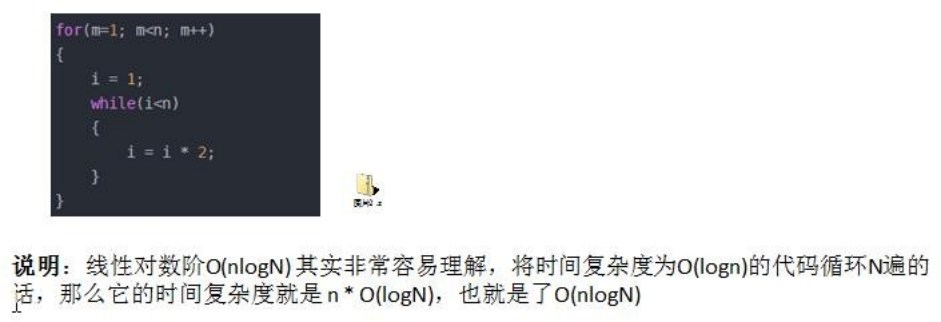 for(m=1; m<n; m++)
{
i = 1;
while(i<n)
{
i = i * 2;
}
}
说明：线性对数阶O(nlogN) 其实非常容易理解，将时间复杂度为O(logn)的代码循环N遍的
话，那么它的时间复杂度就是 n * O(logN)，也就是了O(nlogN)